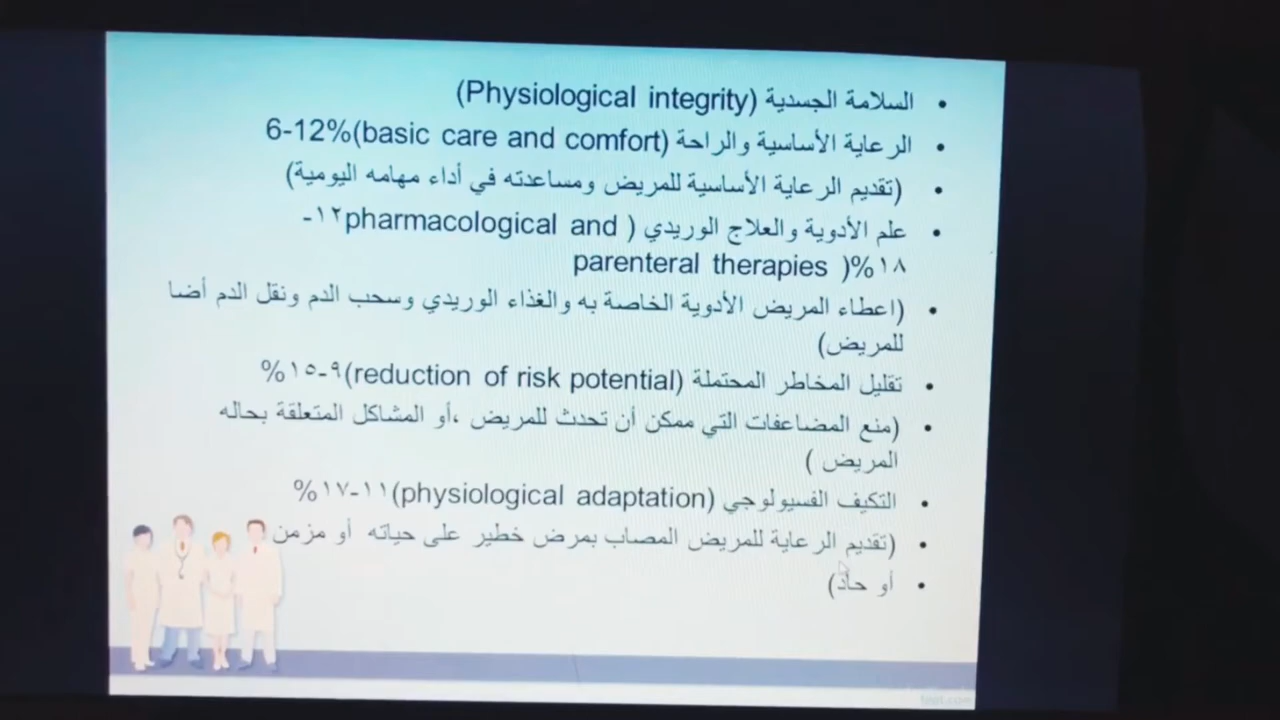 السلامة الجسدية (Physiological integrity)
الرعاية الأساسية والراحة (basic care and comfort)6-12%
(تقديم الرعاية الأساسية للمريض ومساعدته في أداء مهامه اليومية)
علم الأدوية والعلاج الوريدي ( pharmacological and١٢-
١٨%( parenteral therapies
(اعطاء المريض الأدوية الخاصة به والغذاء الوريدي وسحب الدم ونقل الدم أضا
للمريض)
تقليل المخاطر المحتملة (reduction of risk potential)٩-١٥%
(منع المضاعفات التي ممكن أن تحدث للمريض ،أو المشاكل المتعلقة بحاله
المريض )
التكيف الفسيولوجي (physiological adaptation)١١-١٧%
(تقديم الرعاية للمريض المصاب بمرض خطير على حياته أو مزمن
أو حاد)